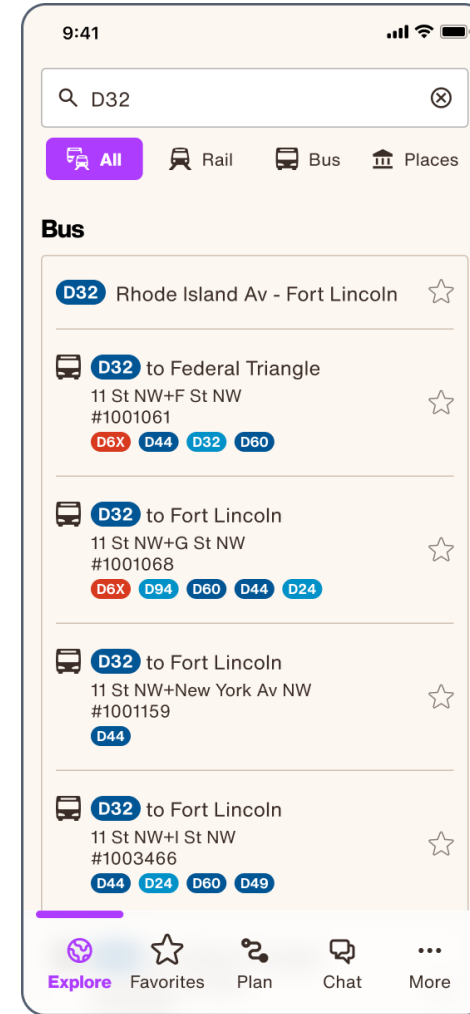 9:41
D32
All Rail Bus Places
Bus
D32 Rhode Island Av - Fort Lincoln
D32 to Federal Triangle
11 St NW+F St NW
#1001061
D6X D44 D32 D60
D32 to Fort Lincoln
11 St NW+G St NW
#1001068
D6X D94 D60 D44 D24
D32 to Fort Lincoln
11 St NW+New York Av NW
#1001159
D44
D32 to Fort Lincoln
11 St NW+I St NW
#1003466
D44 D24 D60 D49
Explore Favorites Plan Chat More